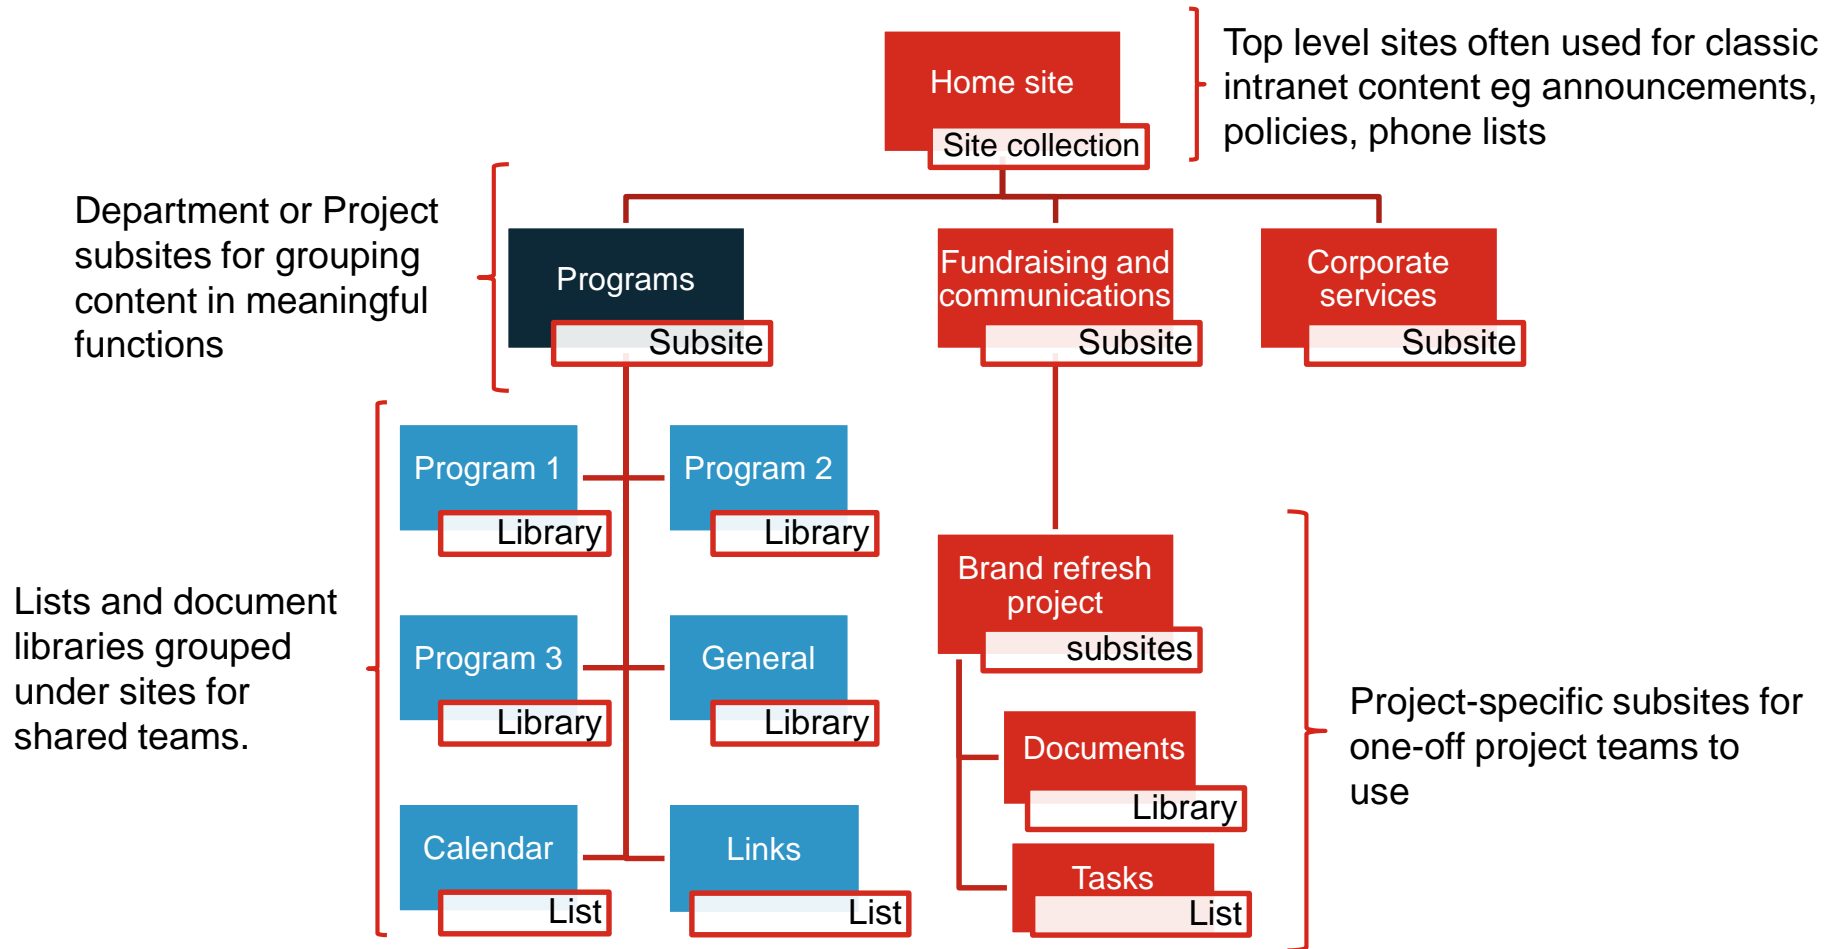 Home site
Site collection
Top level sites often used for classic
intranet content eg announcements,
policies, phone lists
Department or Project
subsites for grouping
content in meaningful
functions
Programs
Subsite
Fundraising and
communications
Subsite
Corporate
services
Subsite
Program 1
Library
Program 2
Library
Program 3
Library
General
Library
Calendar
List
Links
List
Lists and document
libraries grouped
under sites for
shared teams.
Brand refresh
project
subsites
Documents
Library
Tasks
List
Project-specific subsites for
one-off project teams to
use